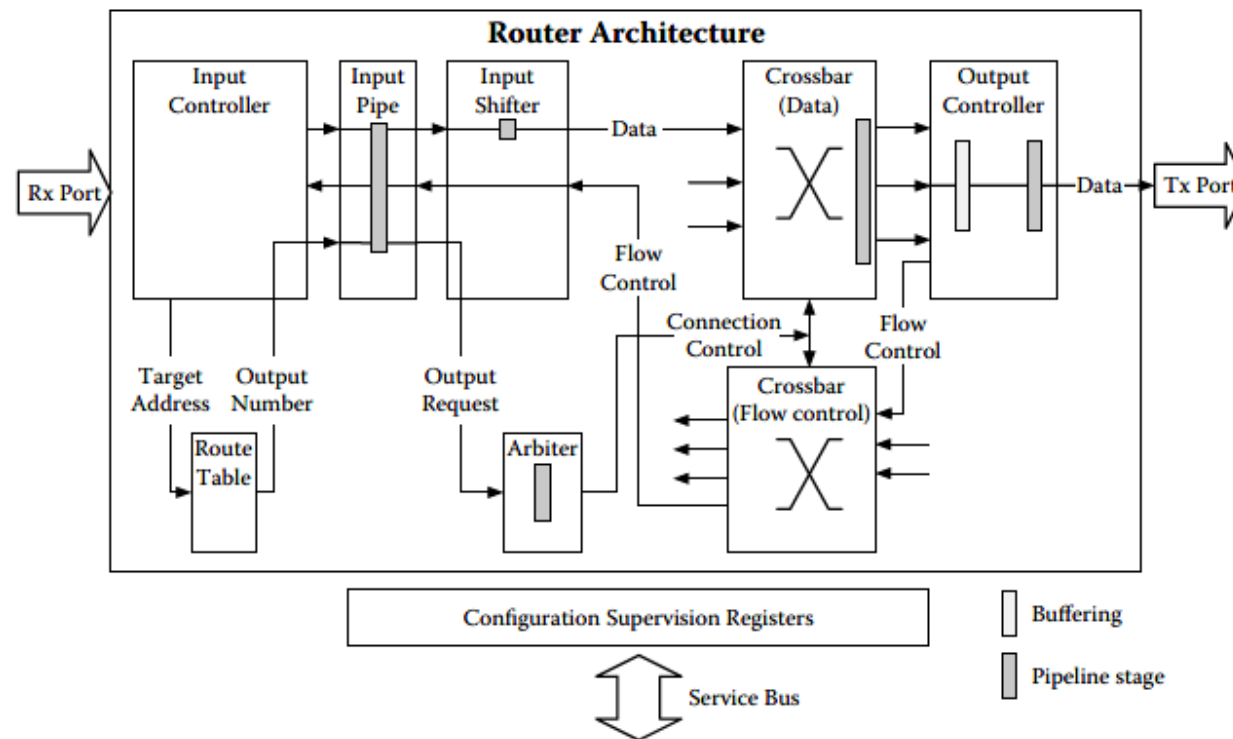 Router Architecture
Input
Controller
Input
Pipe
Input
Shifter
Crossbar
(Data)
Output
Controller
Data
Rx Port
Data
Tx Port
Flow
Control
Connection
Control
Flow
Control
Target
Address
Output
Number
Output
Request
Crossbar
(Flow control)
Route
Table
Arbiter
Configuration Supervision Registers
Buffering
Pipeline stage
Service Bus